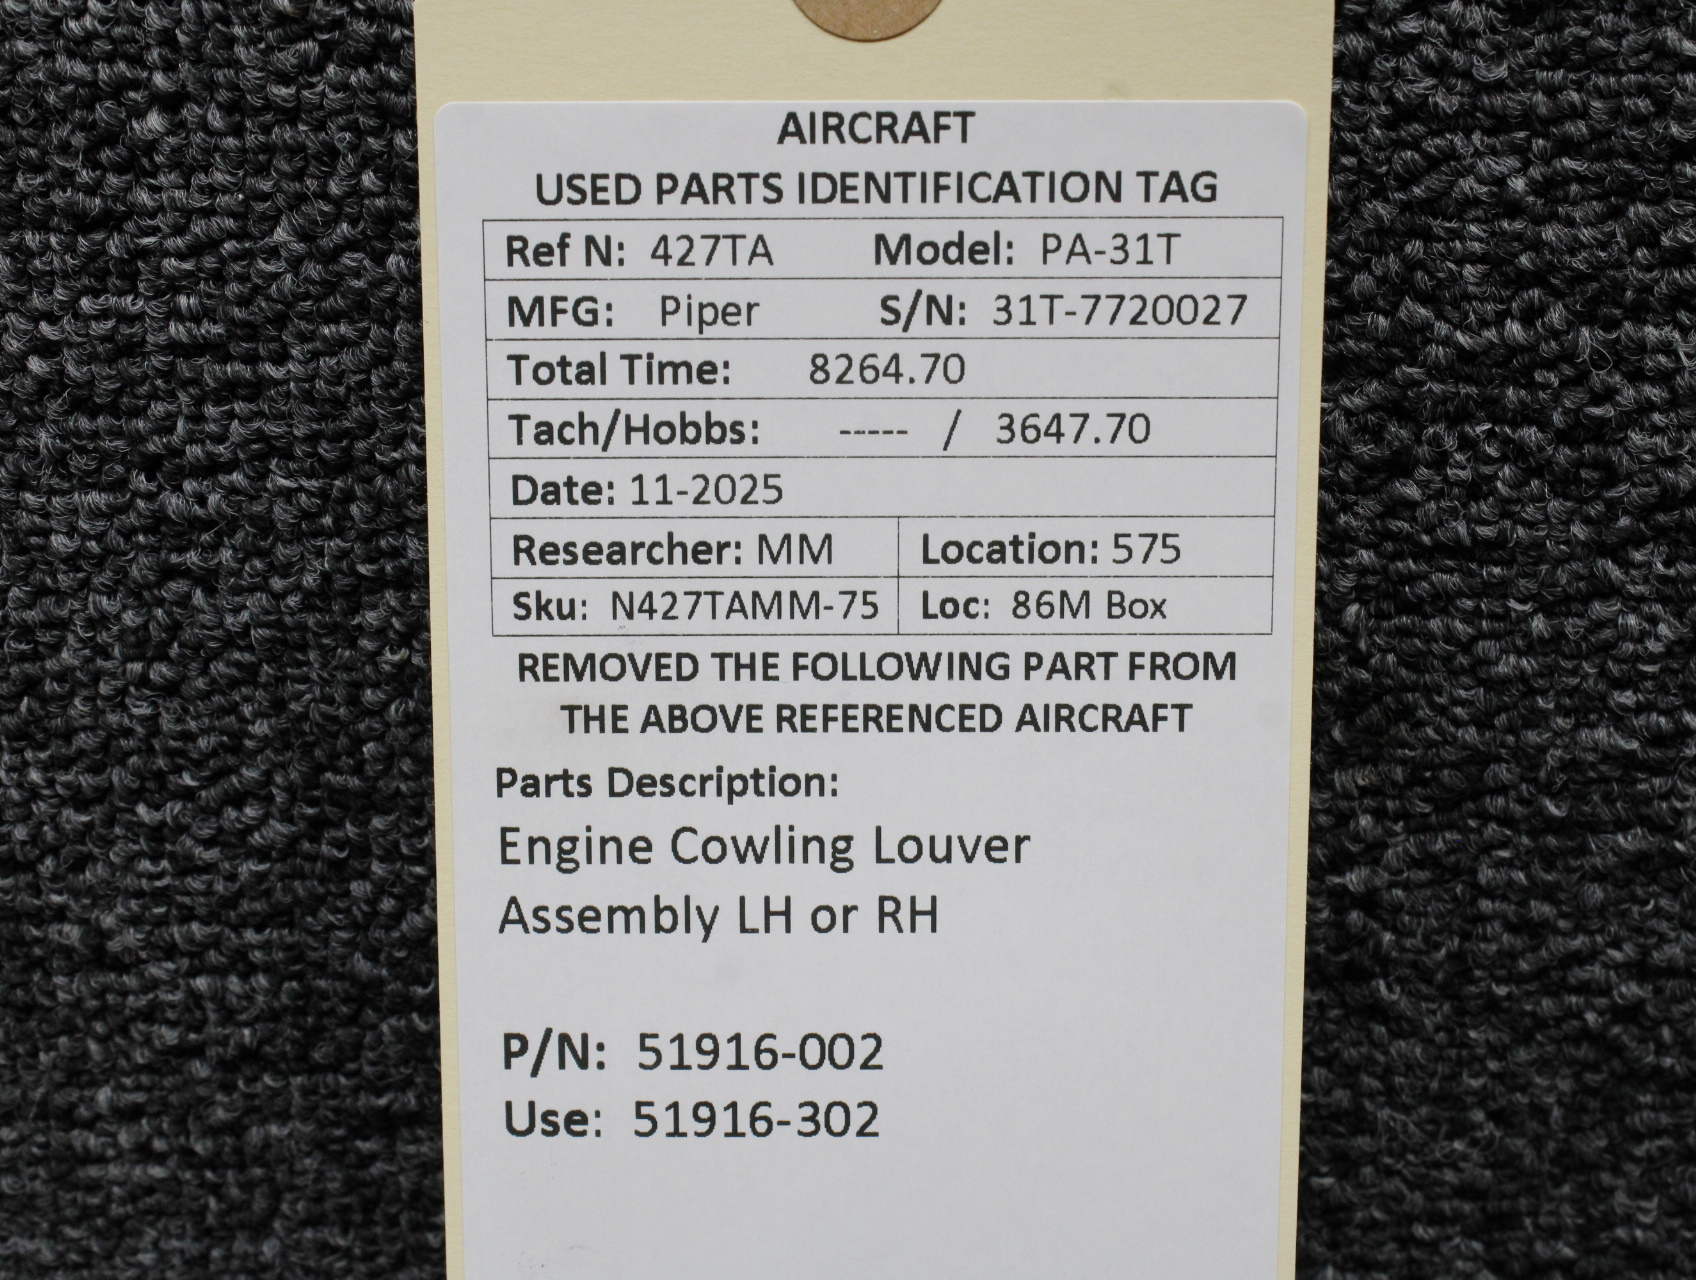 AIRCRAFT
USED PARTS IDENTIFICATION TAG
Ref N: 427TA Model: PA-31T
MFG: Piper S/N: 31T-7720027
Total Time: 8264.70
Tach/Hobbs: ----- / 3647.70
Date: 11-2025
Researcher: MM Location: 575
Sku: N427TAMM-75 Loc: 86M Box
REMOVED THE FOLLOWING PART FROM
THE ABOVE REFERENCED AIRCRAFT
Parts Description:
Engine Cowling Louver
Assembly LH or RH
P/N: 51916-002
Use: 51916-302